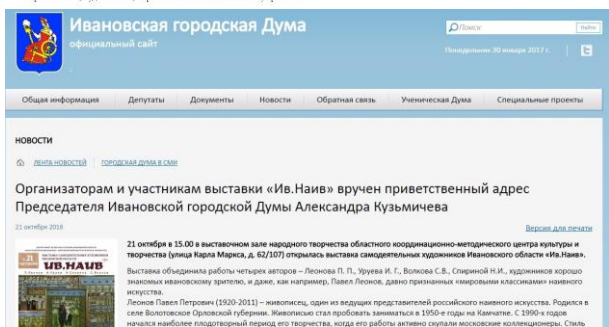 Ивановская городская Дума
официальный сайт
Поиск
Найти
Понедельник 30 января 2017 г.
Общая информация Депутаты Документы Новости Обратная связь Ученическая Дума Специальные проекты
НОВОСТИ
ЛЕНТА НОВОСТЕЙ ГОРОДСКАЯ ДУМА В СМИ
Организаторам и участникам выставки «Ив.Наив» вручен приветственный адрес
Председателя Ивановской городской Думы Александра Кузьмичева
21 октября 2016
Версия для печати
21 октября в 15.00 в выставочном зале народного творчества областного координационно-методического центра культуры и
творчества (улица Карла Маркса, д. 62/107) открылась выставка самодеятельных художников Ивановской области «Ив.Наив».
ИВ.НАИВ
Выставка объединила работы четырех авторов – Леонова П. П., Уруева И. Г., Волкова С.В., Спириной Н.И., художников хорошо
знакомых ивановскому зрителю, и даже, как например, Павел Леонов, давно признанных «мировыми классиками» наивного
искусства.
Леонов Павел Петрович (1920-2011) – живописец, один из ведущих представителей российского наивного искусства. Родился в
селе Волотовское Орловской губернии. Живописью стал пробовать заниматься в 1950-е годы на Камчатке. С 1990-х годов
начался наиболее плодотворный период его творчества, когда его работы активно скупали московские коллекционеры. Стиль